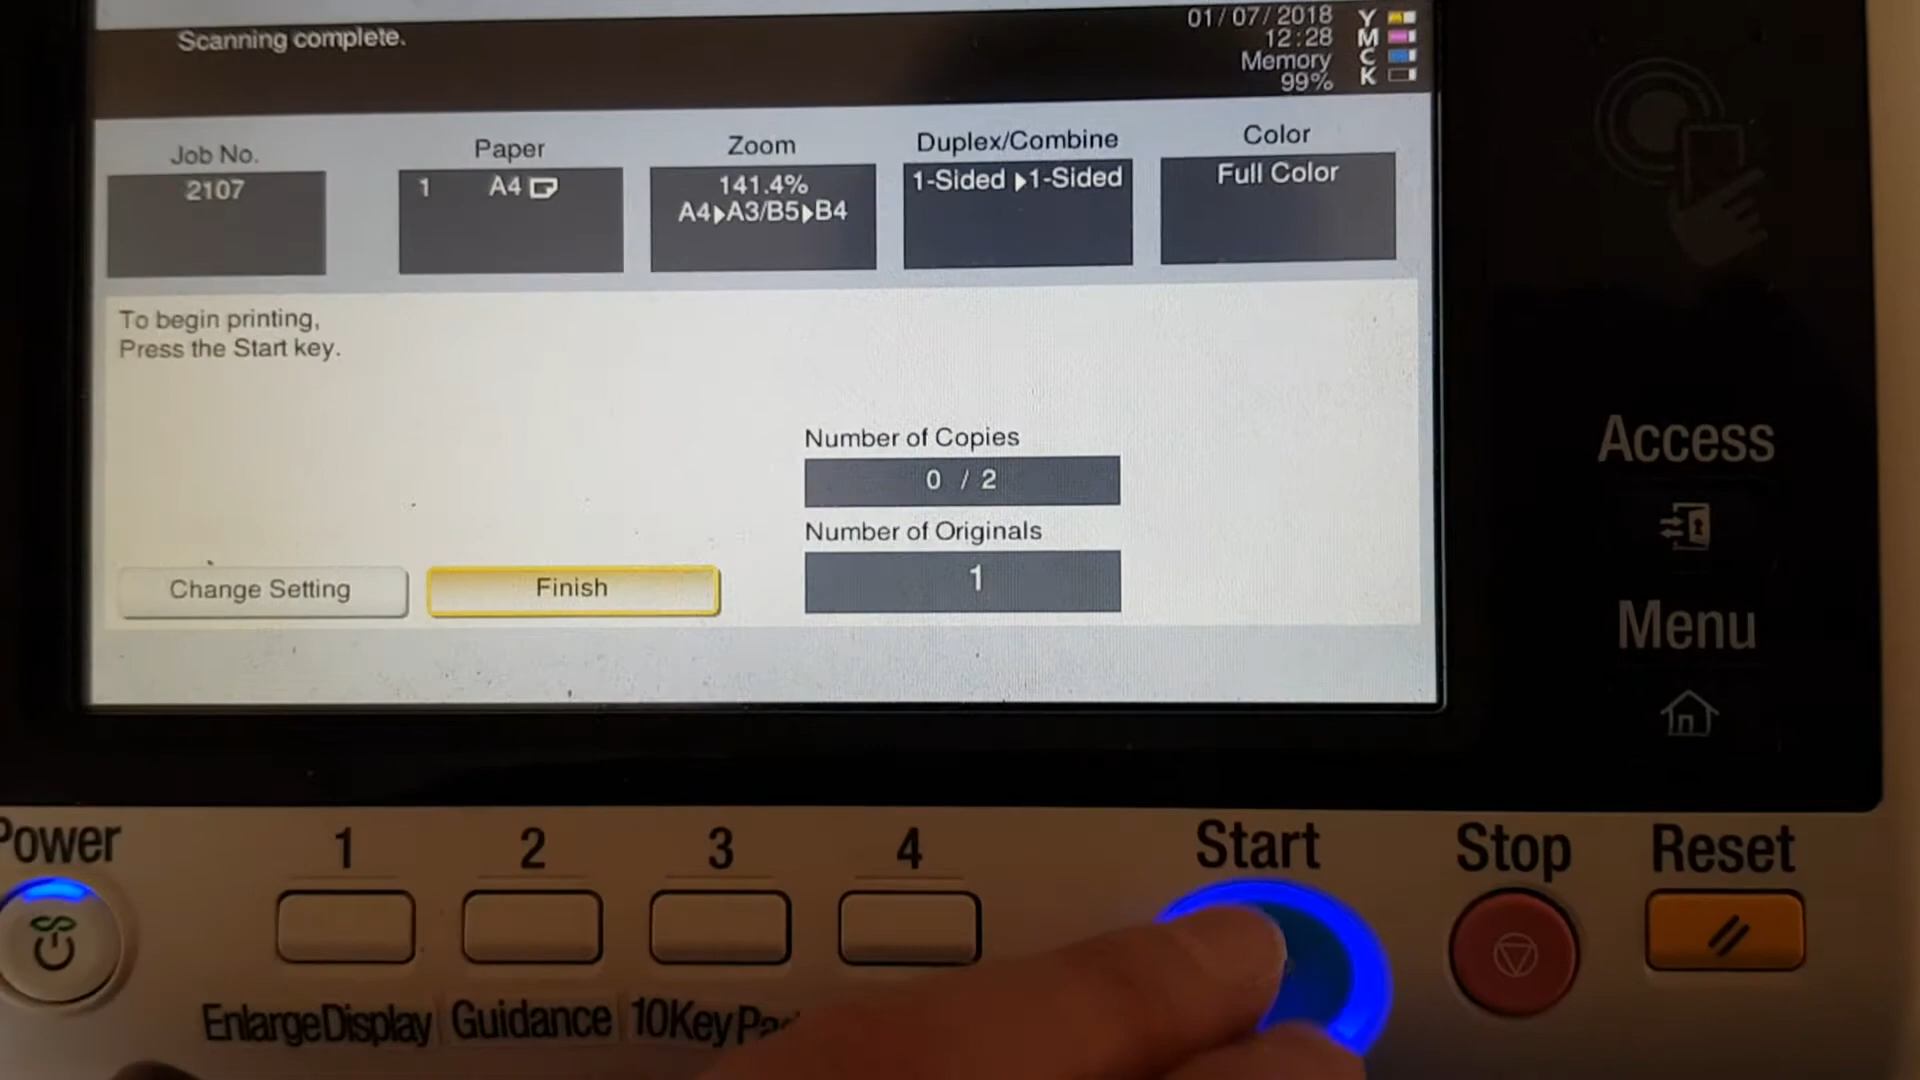 Scanning complete.
01/07/2018
12:28
Memory
99%
Y
M
C
K
Job No.
2107
Paper
1 A4
Zoom
141.4%
A4▸A3/B5▸B4
Duplex/Combine
1-Sided ▸1-Sided
Color
Full Color
To begin printing,
Press the Start key.
Number of Copies
0 / 2
Number of Originals
1
Change Setting
Finish
Access
Menu
Power
1
2
3
4
Start
Stop
Reset
EnlargeDisplay
Guidance